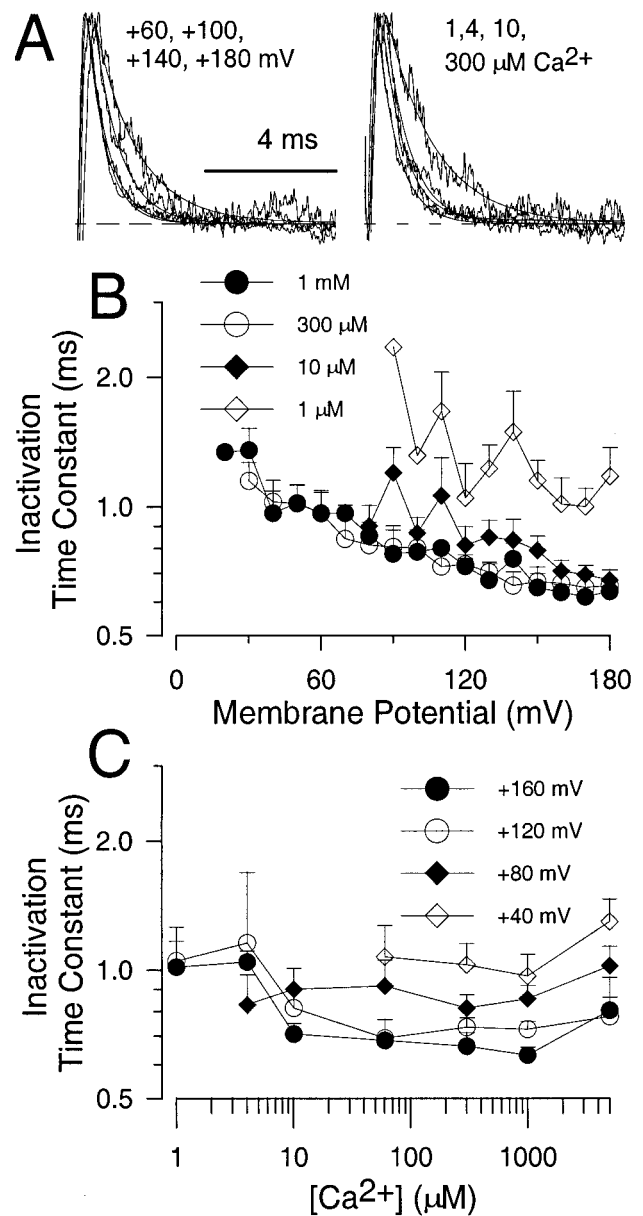 A
+60, +100,
+140, +180 mV
4 ms
1,4, 10,
300 µM Ca2+
B
1 mM
300 µM
10 µM
1 µM
Inactivation
Time Constant (ms)
2.0
1.0
0.5
0
60
120
180
Membrane Potential (mV)
C
+160 mV
+120 mV
+80 mV
+40 mV
Inactivation
Time Constant (ms)
2.0
1.0
0.5
1
10
100
1000
[Ca2+] (µM)